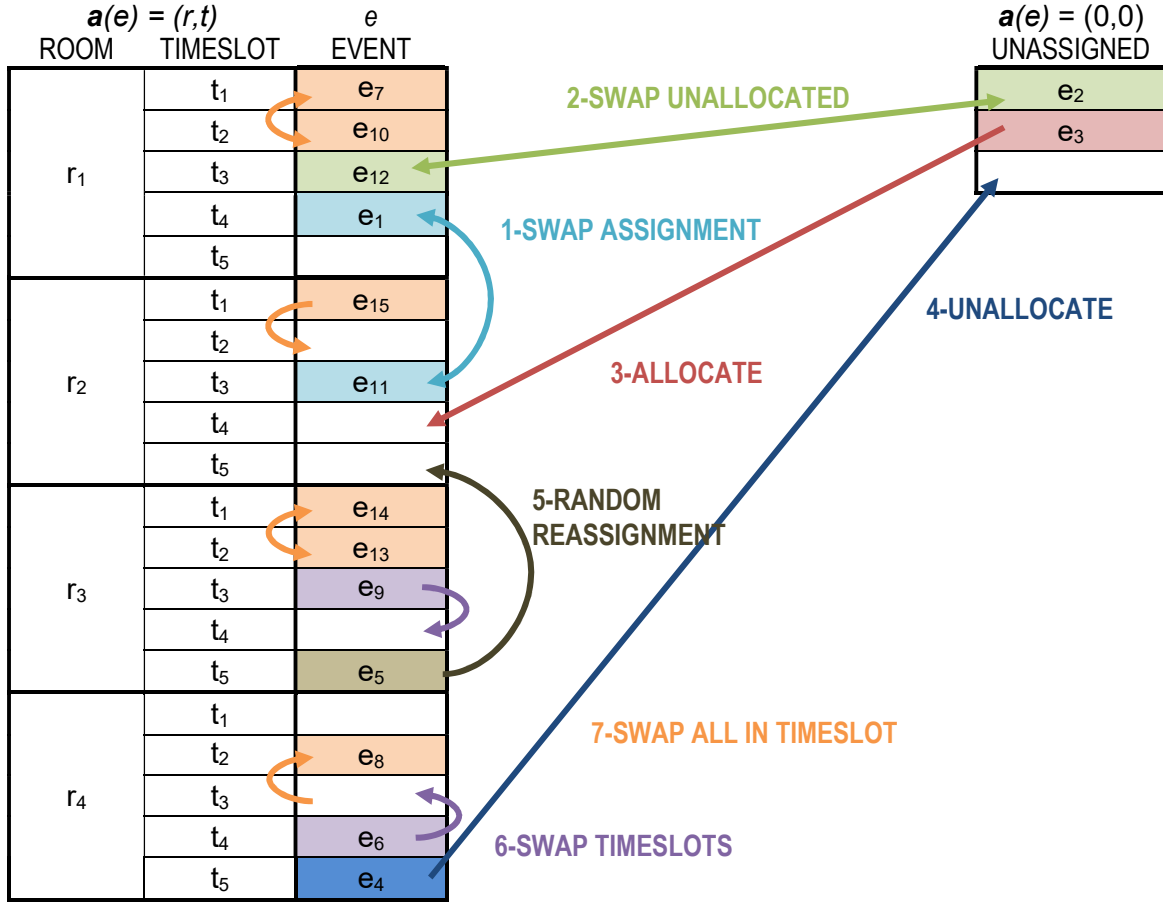 a(e) = (r,t) e a(e) = (0,0)
ROOM TIMESLOT EVENT UNASSIGNED
r1
t1 e7
t2 e10
t3 e12
t4 e1
t5
r2
t1 e15
t2
t3 e11
t4
t5
r3
t1 e14
t2 e13
t3 e9
t4
t5 e5
r4
t1
t2 e8
t3
t4 e6
t5 e4
e2
e3
2-SWAP UNALLOCATED
1-SWAP ASSIGNMENT
4-UNALLOCATE
3-ALLOCATE
5-RANDOM
REASSIGNMENT
7-SWAP ALL IN TIMESLOT
6-SWAP TIMESLOTS